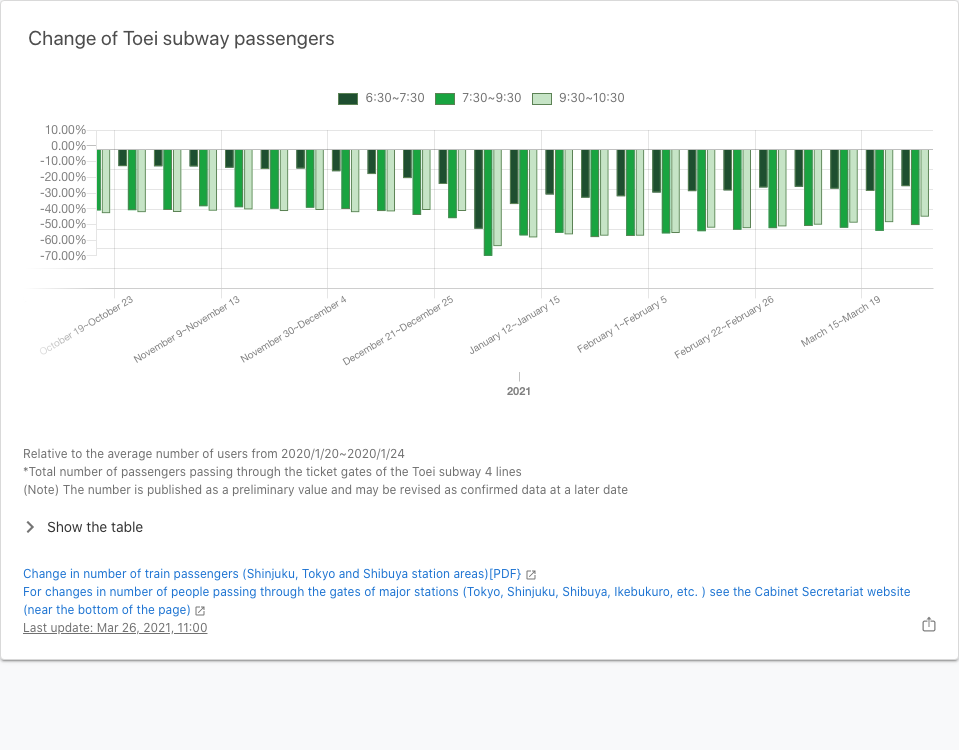 Change of Toei subway passengers
6:30~7:30 7:30~9:30 9:30~10:30
10.00%
0.00%
-10.00%
-20.00%
-30.00%
-40.00%
-50.00%
-60.00%
-70.00%
October 19~October 23
November 9~November 13
November 30~December 4
December 21~December 25
January 12~January 15
February 1~February 5
February 22~February 26
March 15~March 19
2021
Relative to the average number of users from 2020/1/20~2020/1/24
*Total number of passengers passing through the ticket gates of the Toei subway 4 lines
(Note) The number is published as a preliminary value and may be revised as confirmed data at a later date
Show the table
Change in number of train passengers (Shinjuku, Tokyo and Shibuya station areas)[PDF]
For changes in number of people passing through the gates of major stations (Tokyo, Shinjuku, Shibuya, Ikebukuro, etc. ) see the Cabinet Secretariat website
(near the bottom of the page)
Last update: Mar 26, 2021, 11:00